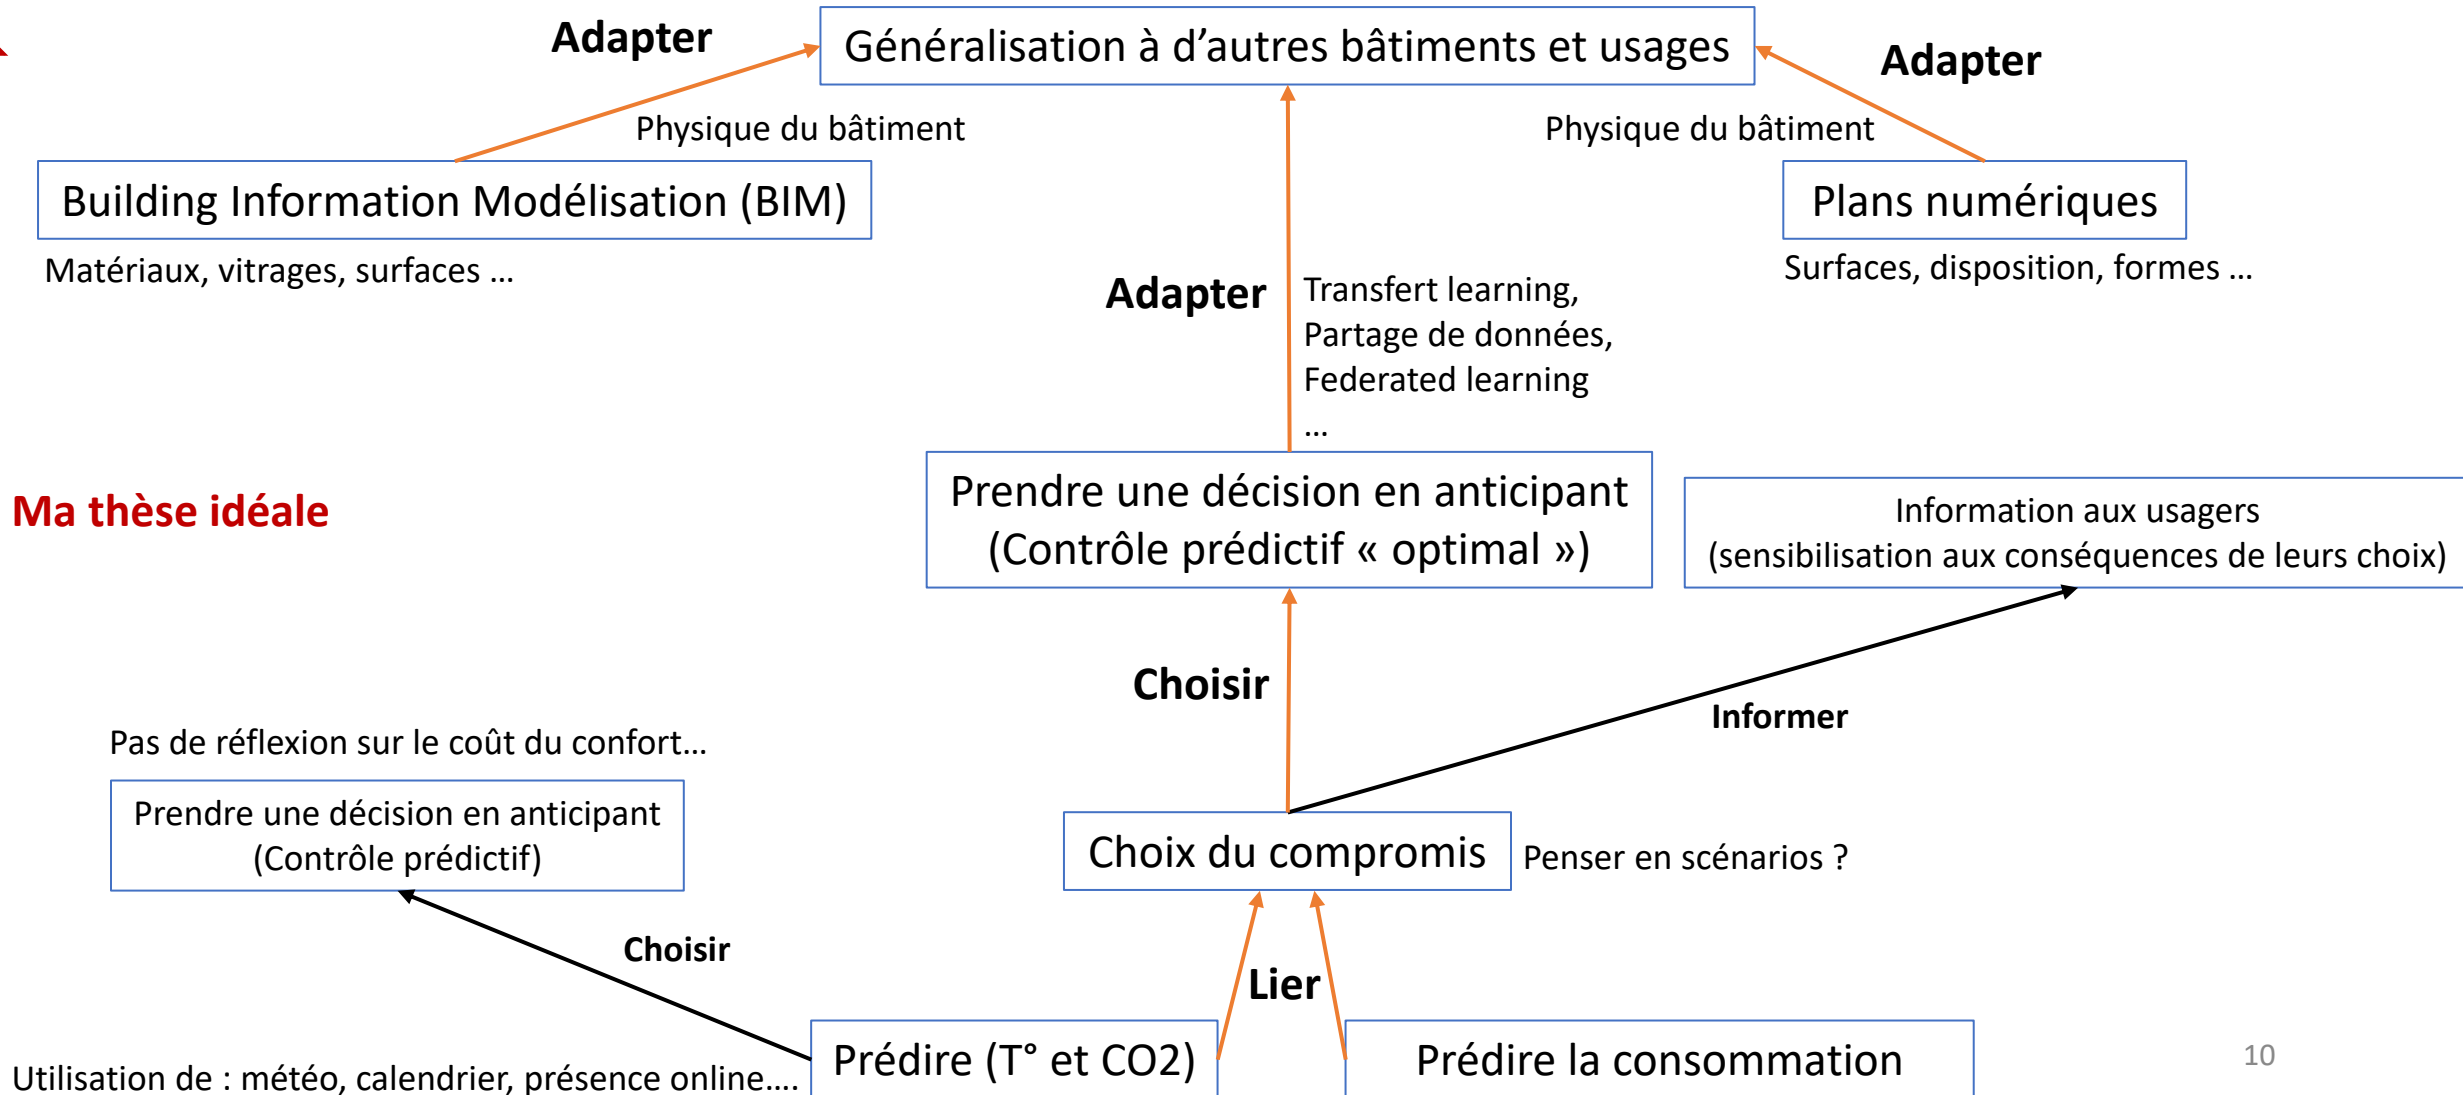 Adapter
Généralisation à d'autres bâtiments et usages
Adapter
Physique du bâtiment
Physique du bâtiment
Building Information Modélisation (BIM)
Plans numériques
Matériaux, vitrages, surfaces ...
Surfaces, disposition, formes ...
Adapter
Transfert learning,
Partage de données,
Federated learning
...
Ma thèse idéale
Prendre une décision en anticipant
(Contrôle prédictif « optimal »)
Information aux usagers
(sensibilisation aux conséquences de leurs choix)
Choisir
Informer
Pas de réflexion sur le coût du confort...
Prendre une décision en anticipant
(Contrôle prédictif)
Choix du compromis
Penser en scénarios ?
Choisir
Lier
Utilisation de : météo, calendrier, présence online....
Prédire (T° et CO2)
Prédire la consommation
10